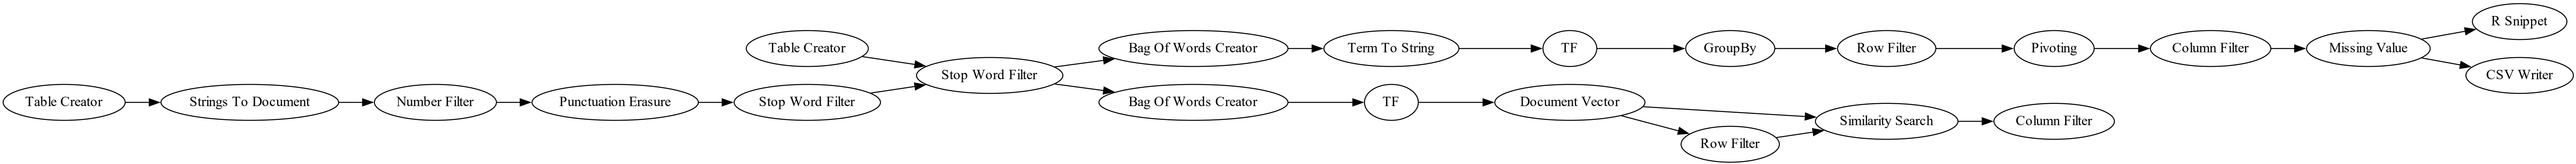 R Snippet
Table Creator
Bag Of Words Creator
Term To String
TF
GroupBy
Row Filter
Pivoting
Column Filter
Missing Value
Stop Word Filter
CSV Writer
Table Creator
Strings To Document
Number Filter
Punctuation Erasure
Stop Word Filter
Bag Of Words Creator
TF
Document Vector
Similarity Search
Column Filter
Row Filter